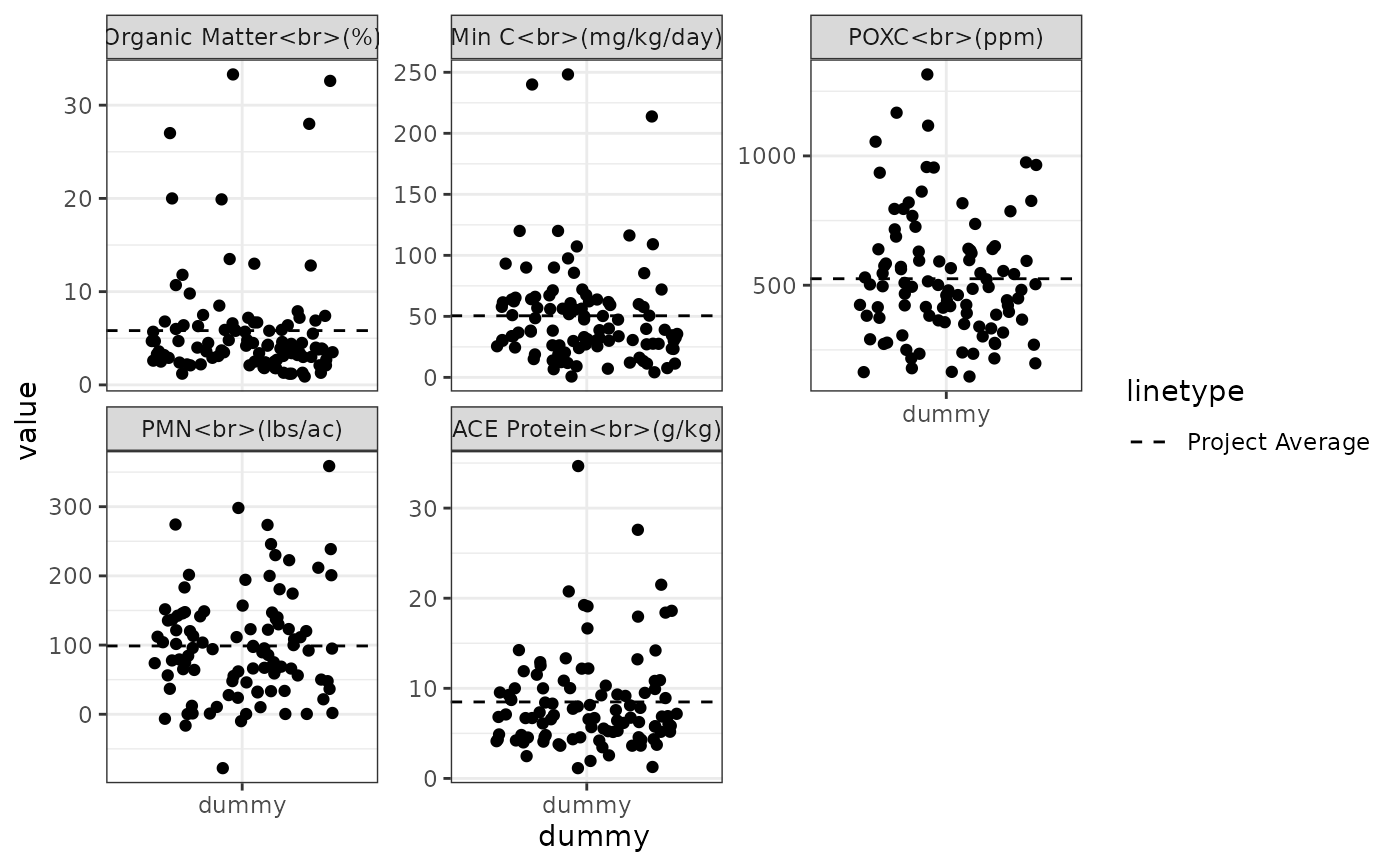 Organic Matter<br>(%)
Min C<br>(mg/kg/day)
POXC<br>(ppm)
30
20
10
0
250
200
150
100
50
0
1000
500
dummy
PMN<br>(lbs/ac)
ACE Protein<br>(g/kg)
300
200
100
0
30
20
10
0
dummy
dummy
dummy
value
linetype
Project Average